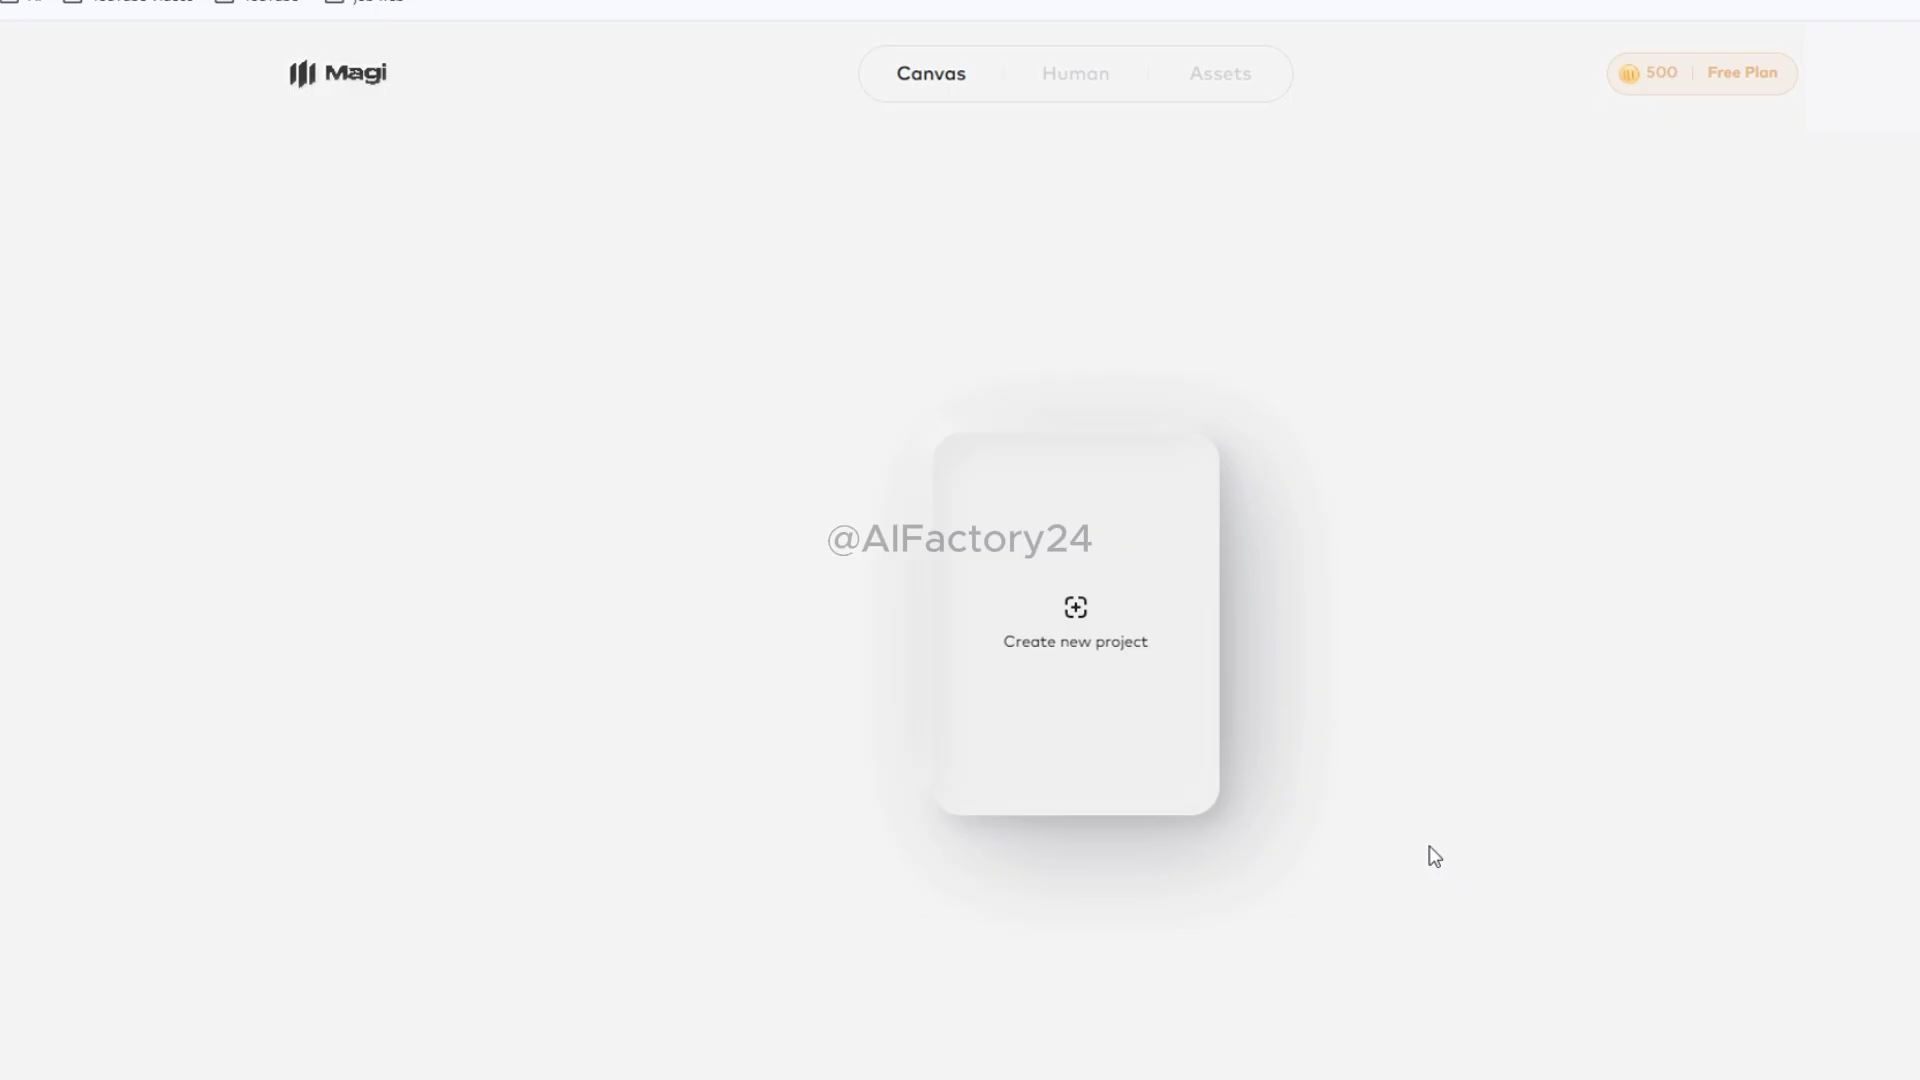 Magi
Canvas
Human
Assets
500
Free Plan
@AIFactory24
Create new project